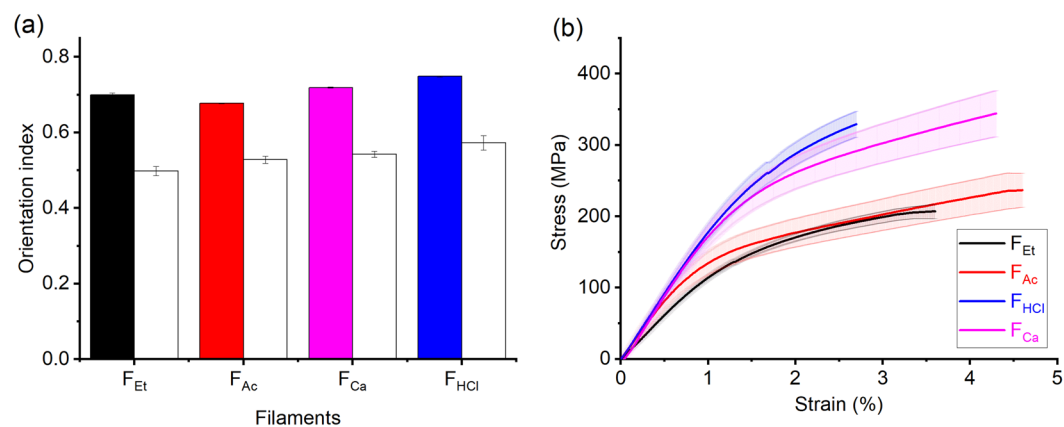 (a)
0.8
0.6
0.4
0.2
0.0
Orientation index
F_Et
F_Ac
F_Ca
F_HCl
Filaments
(b)
400
300
200
100
0
Stress (MPa)
0
1
2
3
4
5
Strain (%)
F_Et
F_Ac
F_HCl
F_Ca